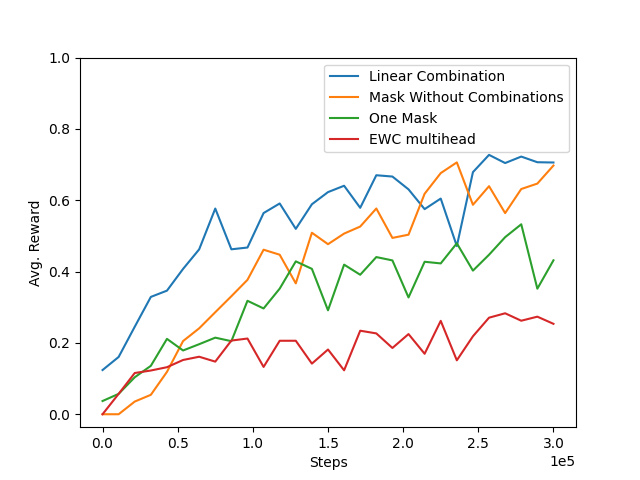 1.0
0.8
0.6
0.4
0.2
0.0
Avg. Reward
Linear Combination
Mask Without Combinations
One Mask
EWC multihead
0.0 0.5 1.0 1.5 2.0 2.5 3.0
1e5
Steps